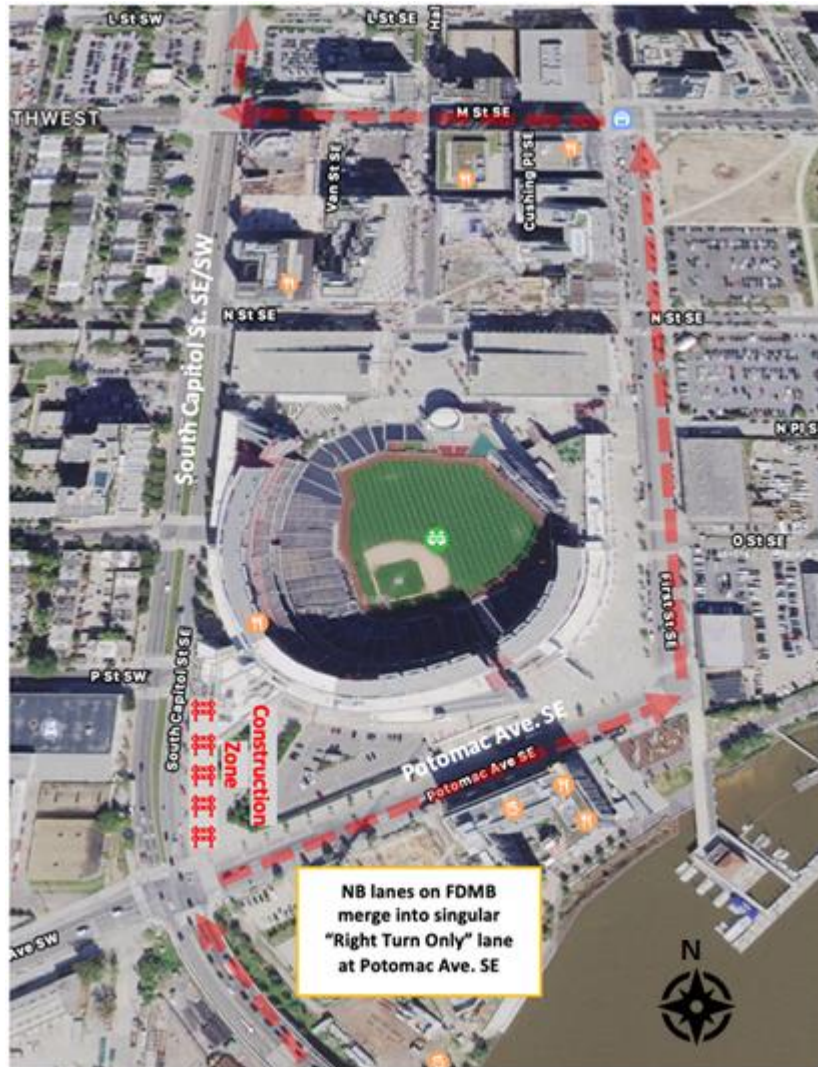 L St SW
L St SE
Hal
THWEST
M St SE
Van St SE
Cushing Pl SE
N St SE
N St SE
South Capitol St. SE/SW
N Pl S
O St SE
First St SE
P St SW
South Capitol St SE
Construction
Zone
Potomac Ave. SE
Potomac Ave SE
NB lanes on FDMB
merge into singular
“Right Turn Only” lane
at Potomac Ave. SE
Ave SW
N